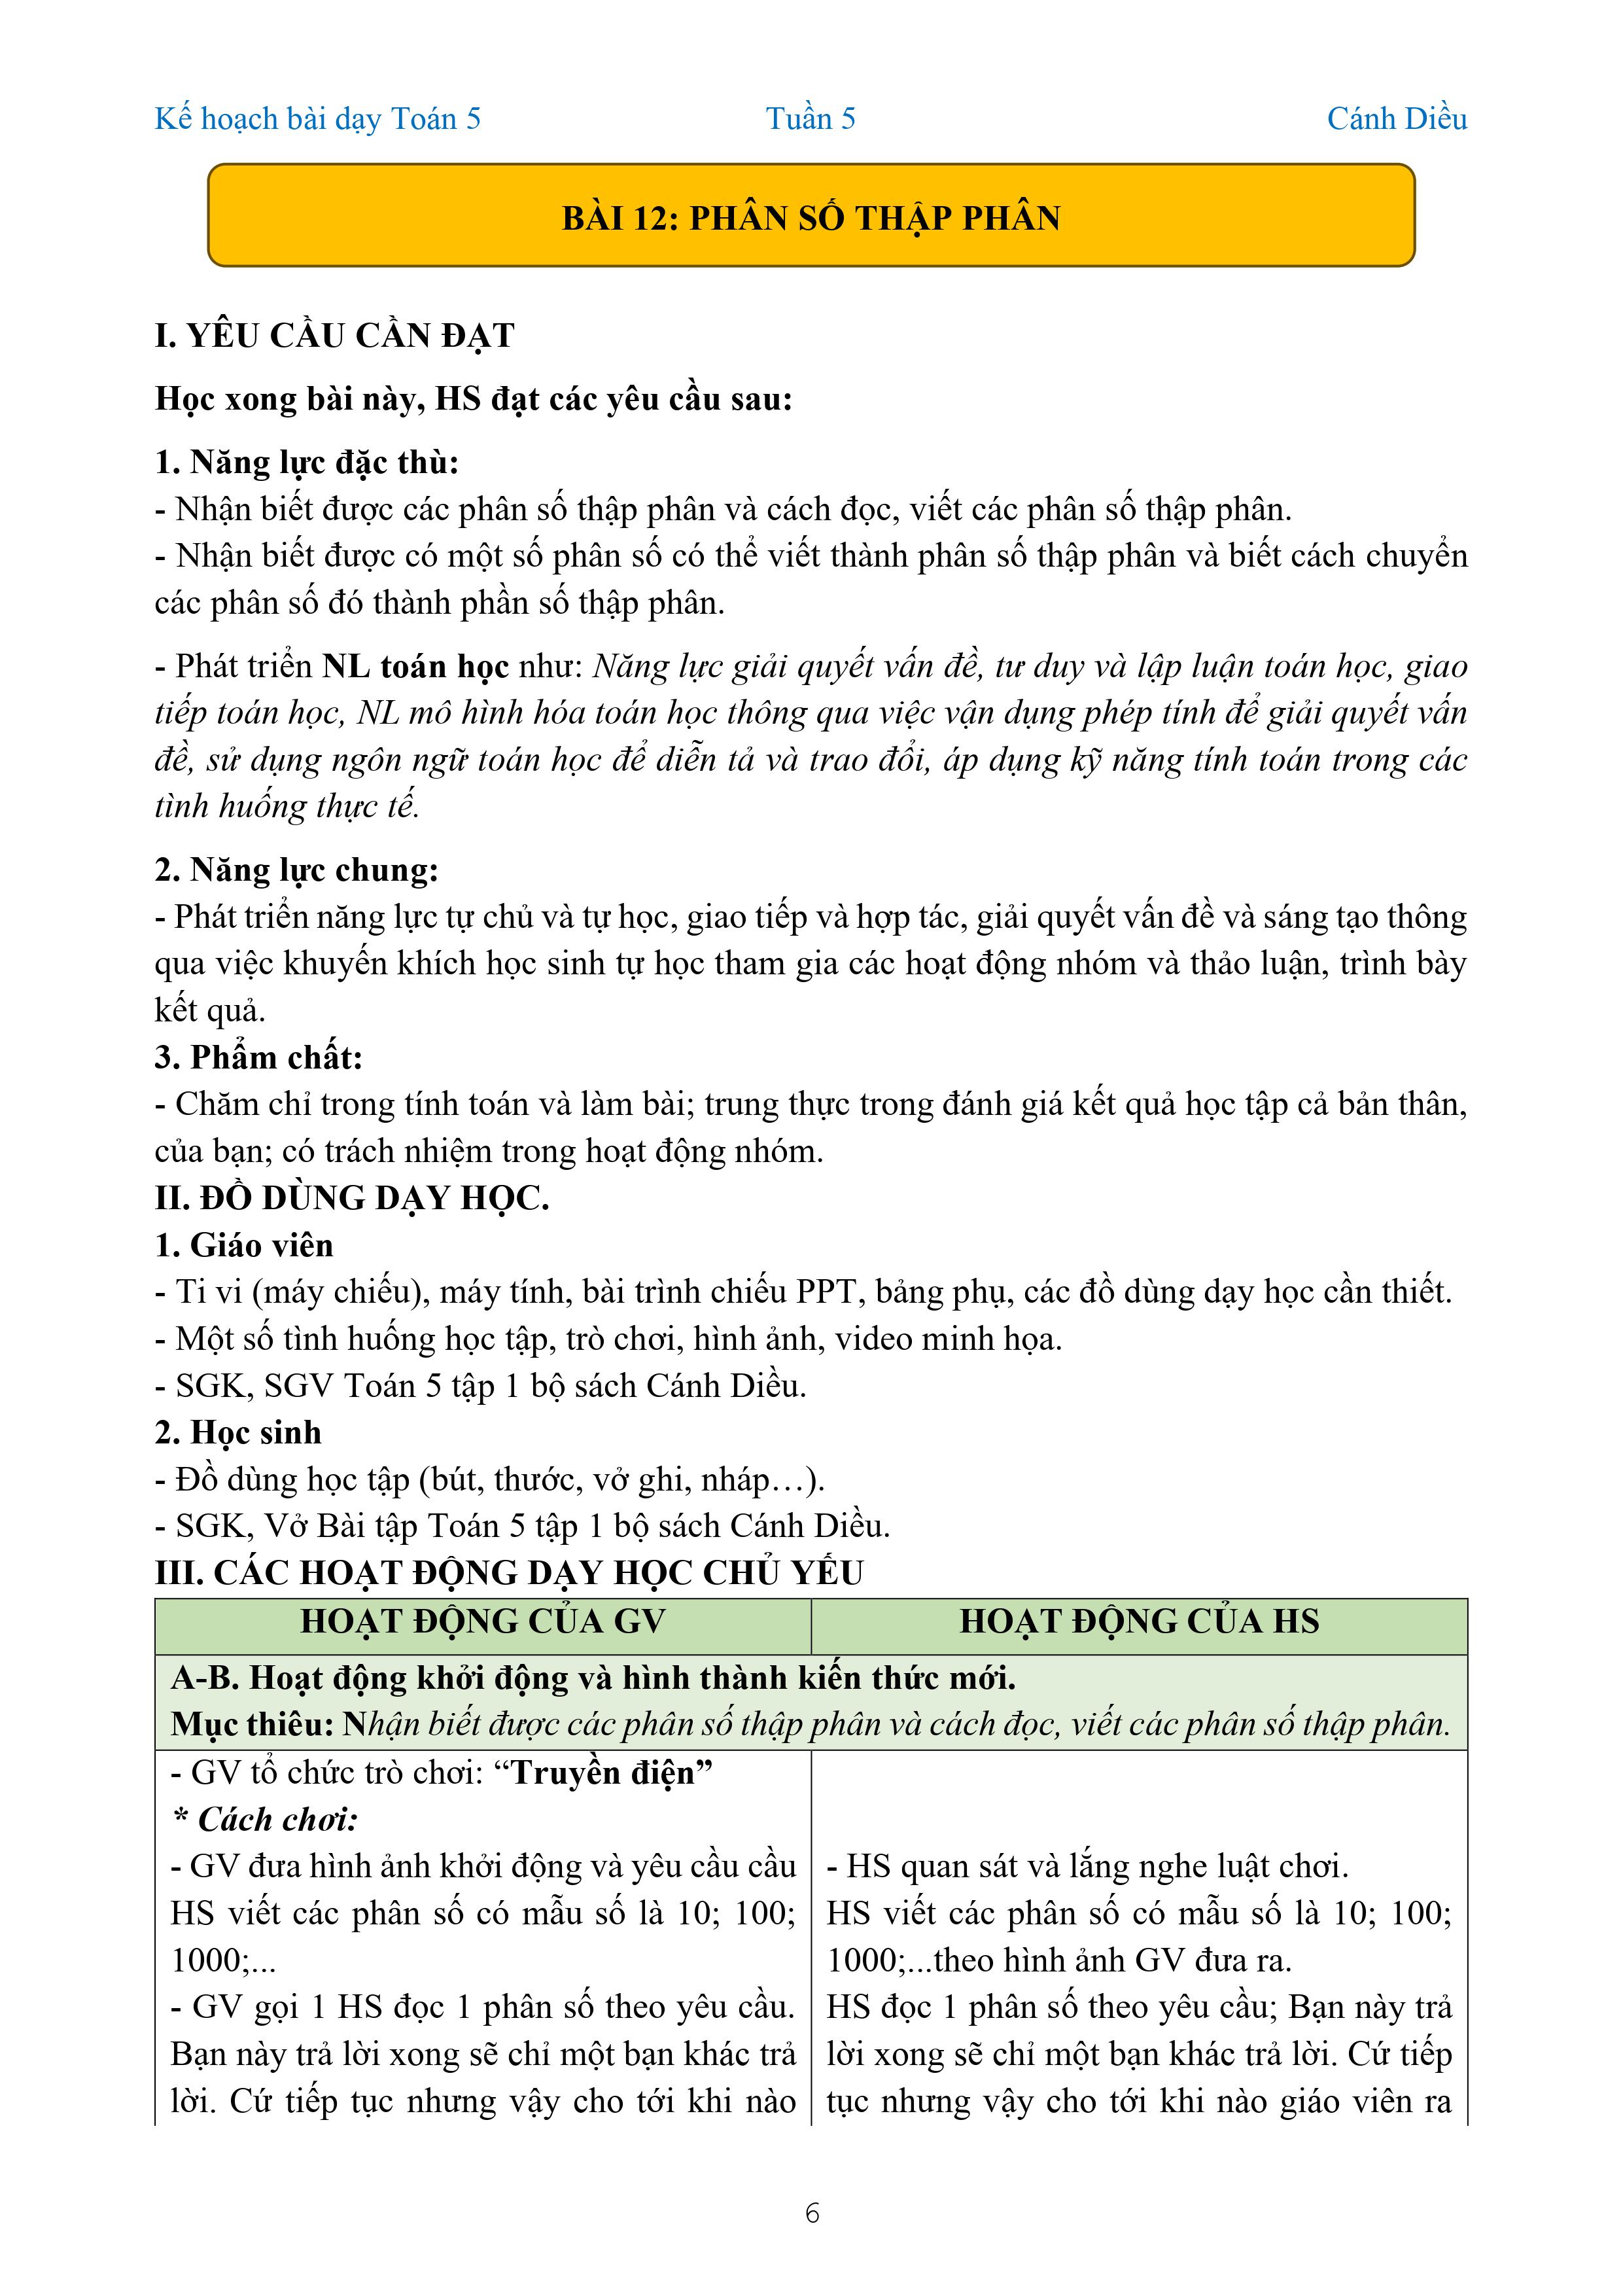 Kế hoạch bài dạy Toán 5 Tuần 5 Cánh Diều
BÀI 12: PHÂN SỐ THẬP PHÂN
I. YÊU CẦU CẦN ĐẠT
Học xong bài này, HS đạt các yêu cầu sau:
1. Năng lực đặc thù:
- Nhận biết được các phân số thập phân và cách đọc, viết các phân số thập phân.
- Nhận biết được có một số phân số có thể viết thành phân số thập phân và biết cách chuyển
các phân số đó thành phần số thập phân.
- Phát triển NL toán học như: Năng lực giải quyết vấn đề, tư duy và lập luận toán học, giao
tiếp toán học, NL mô hình hóa toán học thông qua việc vận dụng phép tính để giải quyết vấn
đề, sử dụng ngôn ngữ toán học để diễn tả và trao đổi, áp dụng kỹ năng tính toán trong các
tình huống thực tế.
2. Năng lực chung:
- Phát triển năng lực tự chủ và tự học, giao tiếp và hợp tác, giải quyết vấn đề và sáng tạo thông
qua việc khuyến khích học sinh tự học tham gia các hoạt động nhóm và thảo luận, trình bày
kết quả.
3. Phẩm chất:
- Chăm chỉ trong tính toán và làm bài; trung thực trong đánh giá kết quả học tập cả bản thân,
của bạn; có trách nhiệm trong hoạt động nhóm.
II. ĐỒ DÙNG DẠY HỌC.
1. Giáo viên
- Ti vi (máy chiếu), máy tính, bài trình chiếu PPT, bảng phụ, các đồ dùng dạy học cần thiết.
- Một số tình huống học tập, trò chơi, hình ảnh, video minh họa.
- SGK, SGV Toán 5 tập 1 bộ sách Cánh Diều.
2. Học sinh
- Đồ dùng học tập (bút, thước, vở ghi, nháp…).
- SGK, Vở Bài tập Toán 5 tập 1 bộ sách Cánh Diều.
III. CÁC HOẠT ĐỘNG DẠY HỌC CHỦ YẾU
HOẠT ĐỘNG CỦA GV
HOẠT ĐỘNG CỦA HS
A-B. Hoạt động khởi động và hình thành kiến thức mới.
Mục thiêu: Nhận biết được các phân số thập phân và cách đọc, viết các phân số thập phân.
- GV tổ chức trò chơi: “Truyền điện”
* Cách chơi:
- GV đưa hình ảnh khởi động và yêu cầu cầu
HS viết các phân số có mẫu số là 10; 100;
1000;...
- GV gọi 1 HS đọc 1 phân số theo yêu cầu.
Bạn này trả lời xong sẽ chỉ một bạn khác trả
lời. Cứ tiếp tục nhưng vậy cho tới khi nào
- HS quan sát và lắng nghe luật chơi.
HS viết các phân số có mẫu số là 10; 100;
1000;...theo hình ảnh GV đưa ra.
HS đọc 1 phân số theo yêu cầu; Bạn này trả
lời xong sẽ chỉ một bạn khác trả lời. Cứ tiếp
tục nhưng vậy cho tới khi nào giáo viên ra
6